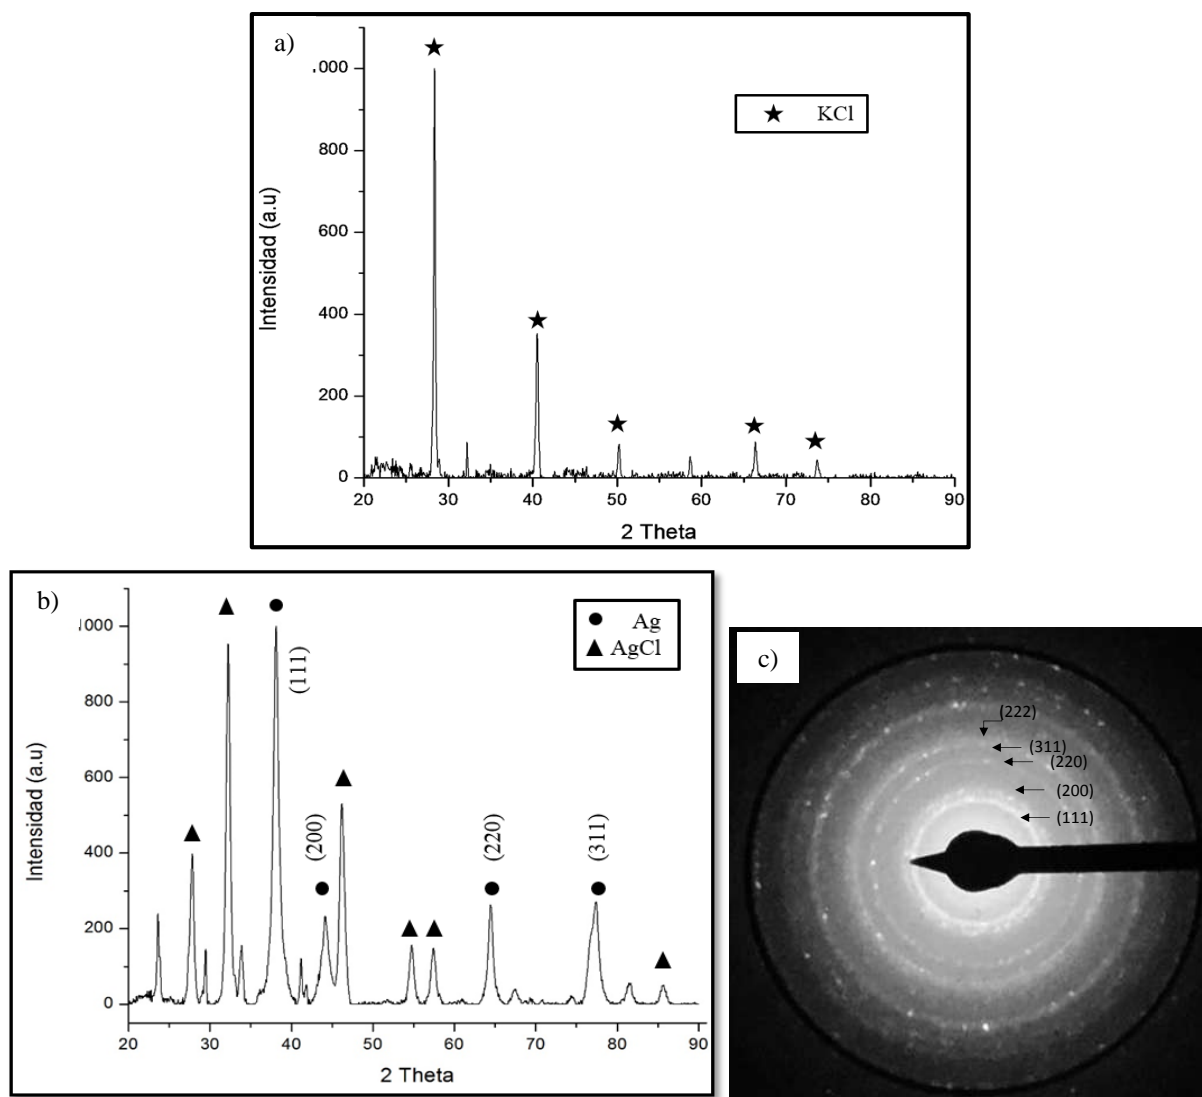 a)
.000
800
600
400
200
0
Intensidad (a.u)
★ KCl
20 30 40 50 60 70 80 90
2 Theta
b)
1000
800
600
400
200
0
Intensidad (a.u)
● Ag
▲ AgCl
(111)
(200)
(220)
(311)
20 30 40 50 60 70 80 90
2 Theta
c)
(222)
(311)
(220)
(200)
(111)